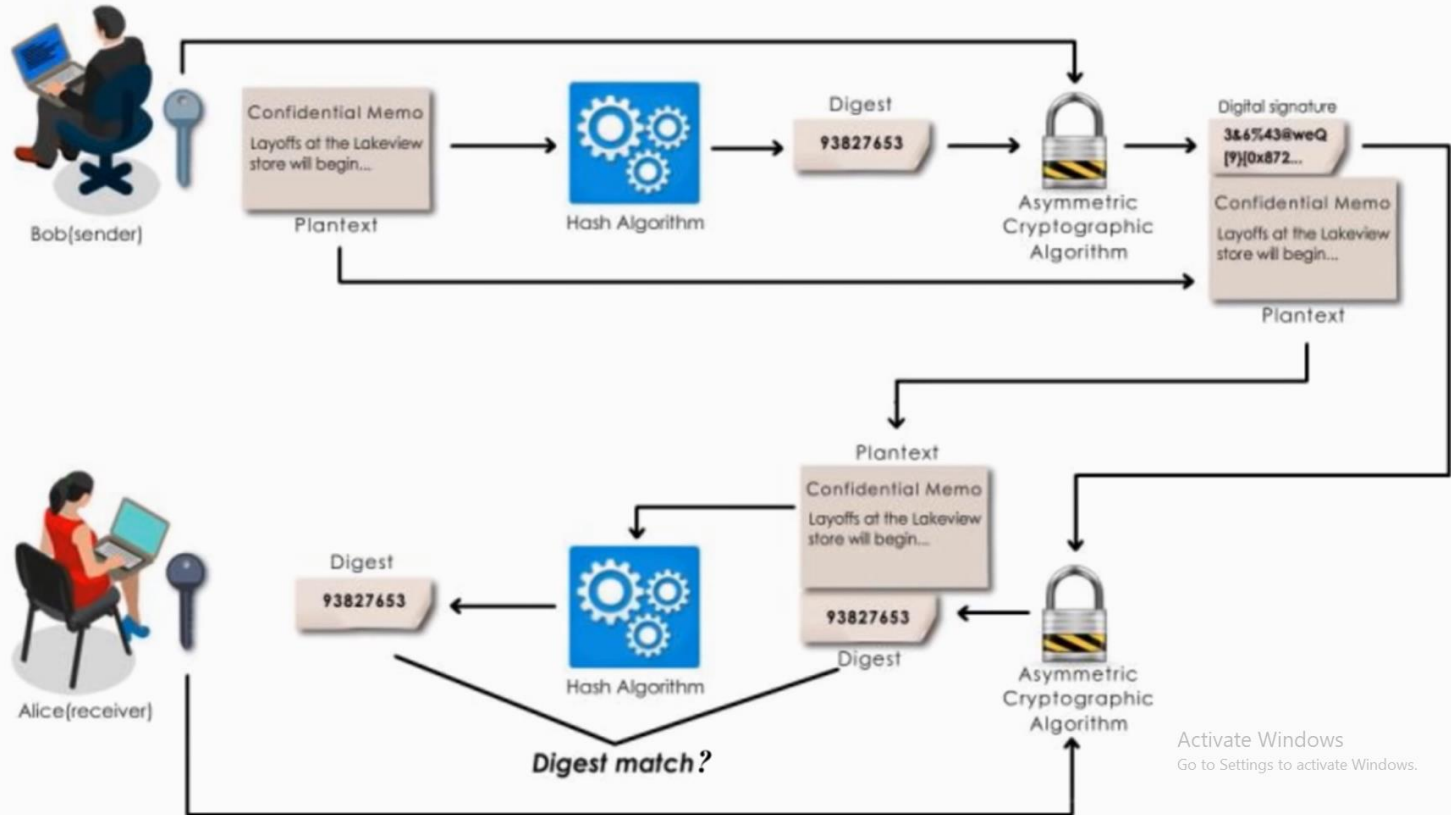 Bob(sender)
Confidential Memo
Layoffs at the Lakeview
store will begin...
Plantext
Hash Algorithm
Digest
93827653
Asymmetric
Cryptographic
Algorithm
Digital signature
3&6%43@weQ
[9}[0x872...
Confidential Memo
Layoffs at the Lakeview
store will begin...
Plantext
Plantext
Confidential Memo
Layoffs at the Lakeview
store will begin...
93827653
Digest
Asymmetric
Cryptographic
Algorithm
Hash Algorithm
Digest
93827653
Alice(receiver)
Digest match?
Activate Windows
Go to Settings to activate Windows.